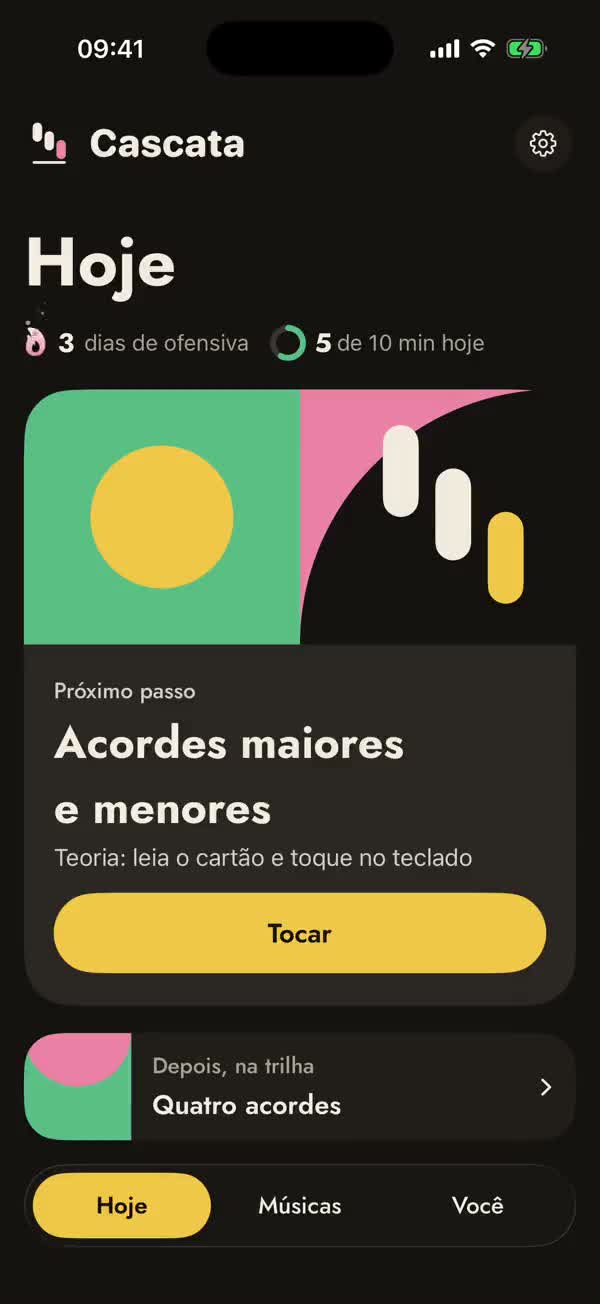 09:41
Cascata
Hoje
3 dias de ofensiva 5 de 10 min hoje
Próximo passo
Acordes maiores
e menores
Teoria: leia o cartão e toque no teclado
Tocar
Depois, na trilha
Quatro acordes
Hoje Músicas Você